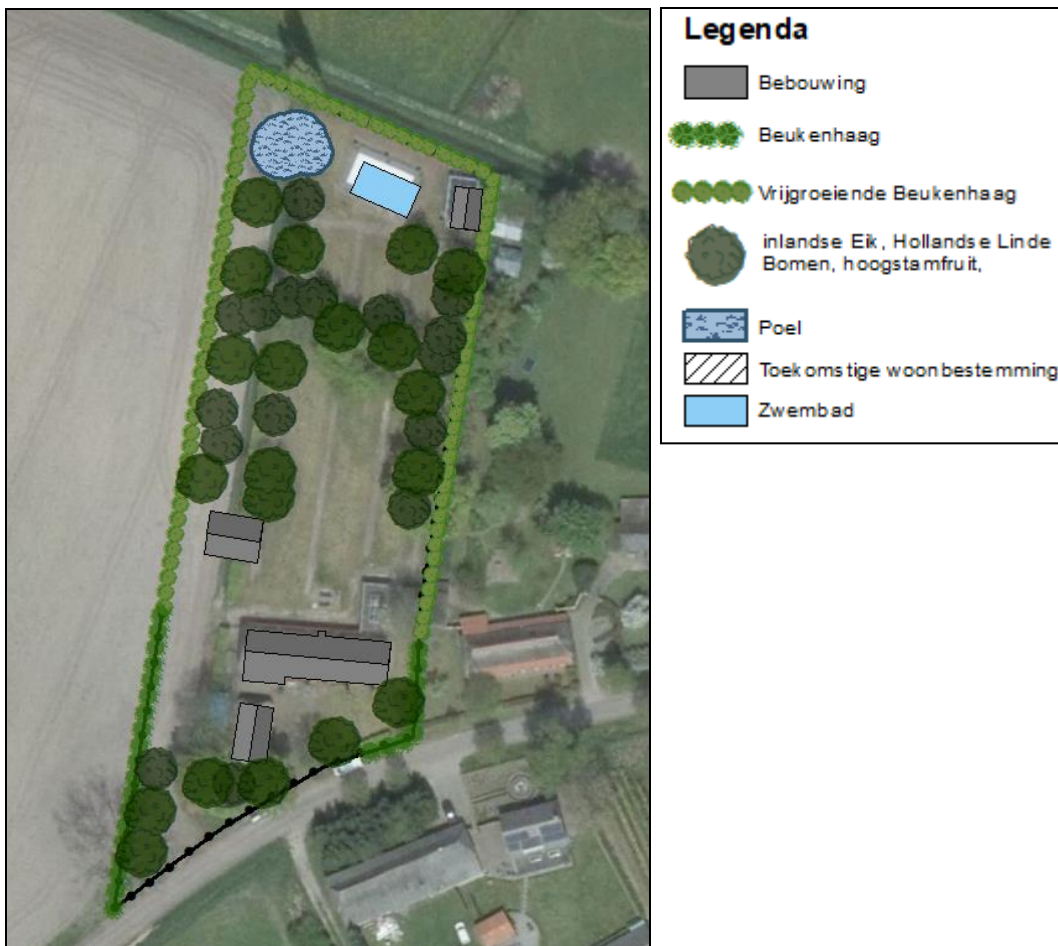 Legenda
Bebouwing
Beukenhaag
Vrijgroeiende Beukenhaag
inlandse Eik, Hollandse Linde
Bomen, hoogstamfruit,
Poel
Toekomstige woonbestemming
Zwembad